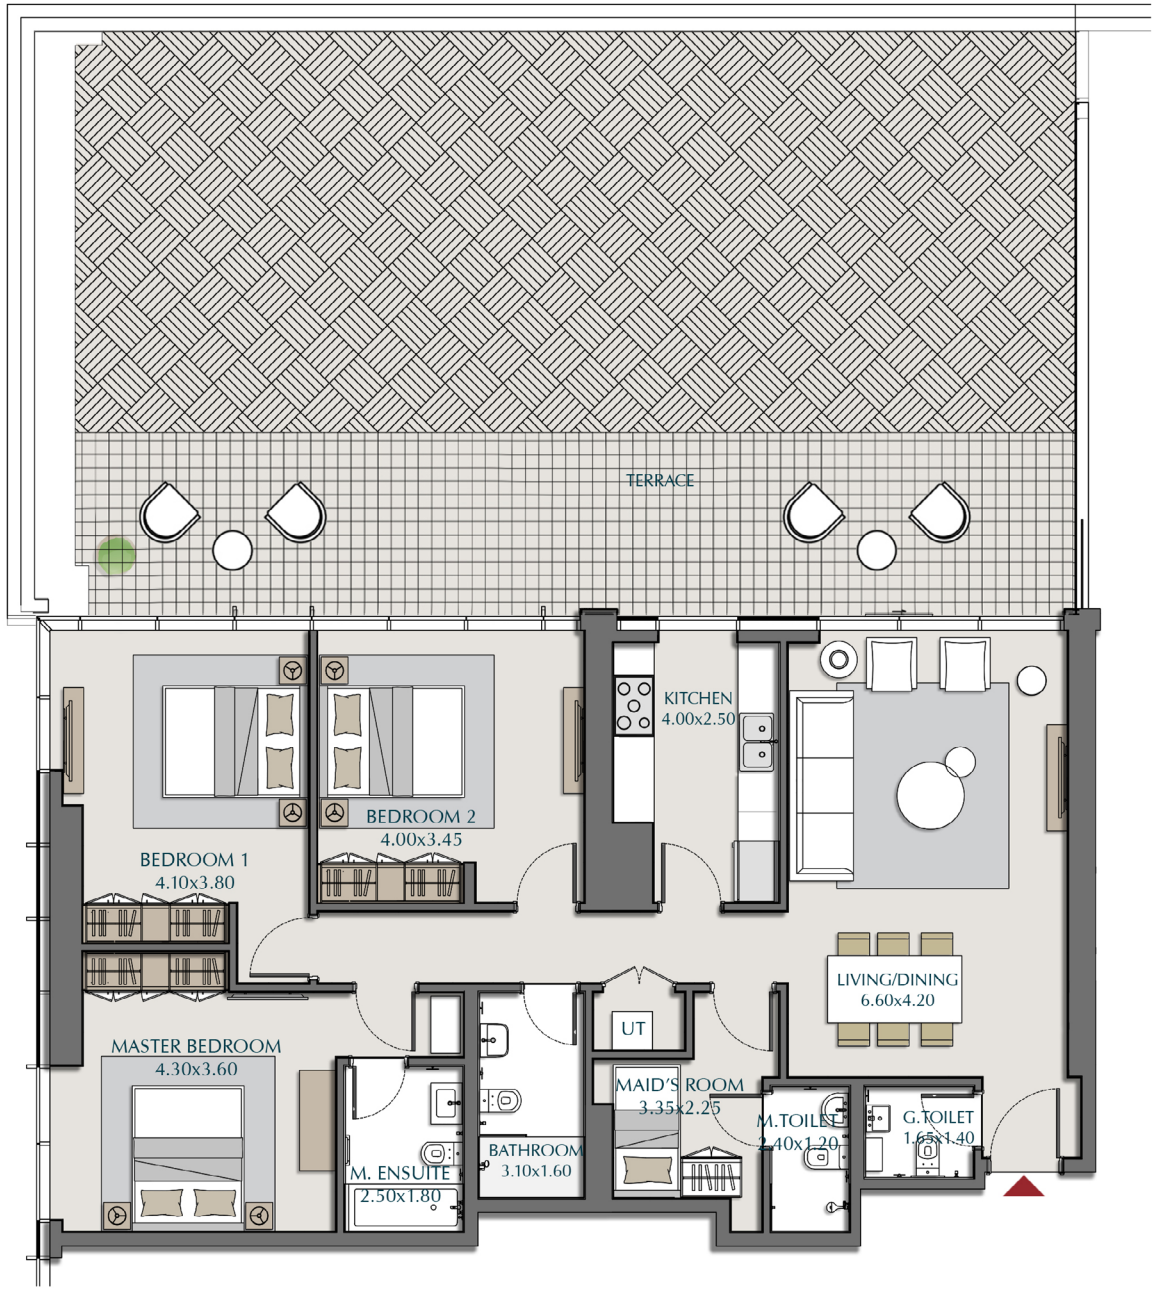 TERRACE
KITCHEN
4.00x2.50
BEDROOM 2
4.00x3.45
BEDROOM 1
4.10x3.80
LIVING/DINING
6.60x4.20
UT
MASTER BEDROOM
4.30x3.60
MAID'S ROOM
3.35x2.25
M.TOILET
2.40x1.20
G.TOILET
1.65x1.40
BATHROOM
3.10x1.60
M. ENSUITE
2.50x1.80